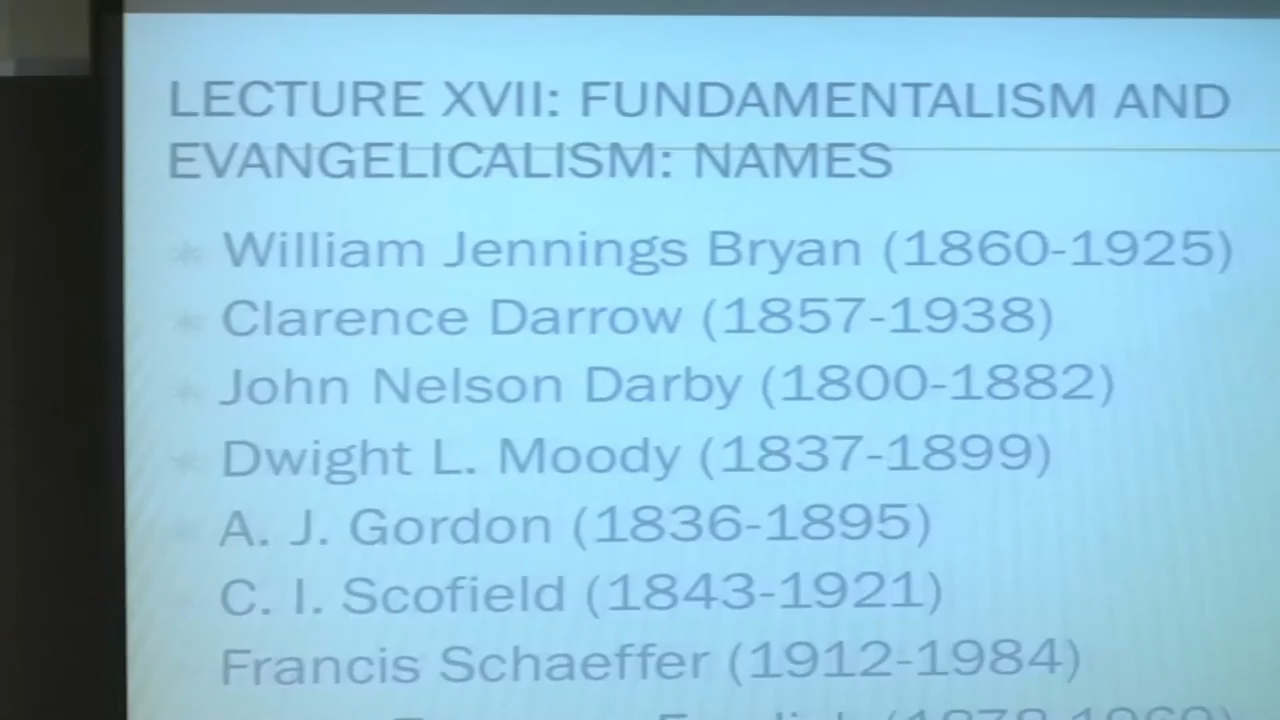 LECTURE XVII: FUNDAMENTALISM AND
EVANGELICALISM: NAMES
William Jennings Bryan (1860-1925)
Clarence Darrow (1857-1938)
John Nelson Darby (1800-1882)
Dwight L. Moody (1837-1899)
A. J. Gordon (1836-1895)
C. I. Scofield (1843-1921)
Francis Schaeffer (1912-1984)